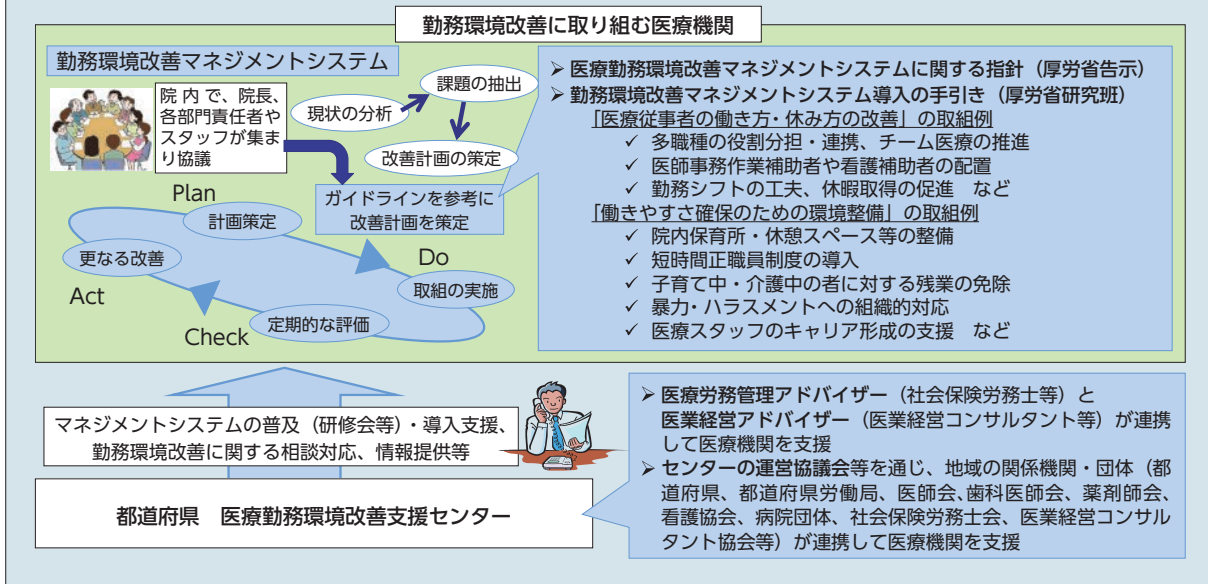 勤務環境改善に取り組む医療機関
勤務環境改善マネジメントシステム
院内で、院長、
各部門責任者や
スタッフが集ま
り協議
現状の分析
課題の抽出
改善計画の策定
ガイドラインを参考に
改善計画を策定
Plan
計画策定
Do
取組の実施
Check
定期的な評価
Act
更なる改善
➢ 医療勤務環境改善マネジメントシステムに関する指針（厚労省告示）
➢ 勤務環境改善マネジメントシステム導入の手引き（厚労省研究班）
「医療従事者の働き方・休み方の改善」の取組例
✓ 多職種の役割分担・連携、チーム医療の推進
✓ 医師事務作業補助者や看護補助者の配置
✓ 勤務シフトの工夫、休暇取得の促進　など
「働きやすさ確保のための環境整備」の取組例
✓ 院内保育所・休憩スペース等の整備
✓ 短時間正職員制度の導入
✓ 子育て中・介護中の者に対する残業の免除
✓ 暴力・ハラスメントへの組織的対応
✓ 医療スタッフのキャリア形成の支援　など
マネジメントシステムの普及（研修会等）・導入支援、
勤務環境改善に関する相談対応、情報提供等
都道府県　医療勤務環境改善支援センター
➢ 医療労務管理アドバイザー（社会保険労務士等）と
医業経営アドバイザー（医業経営コンサルタント等）が連携
して医療機関を支援
➢ センターの運営協議会等を通じ、地域の関係機関・団体（都
道府県、都道府県労働局、医師会、歯科医師会、薬剤師会、
看護協会、病院団体、社会保険労務士会、医業経営コンサル
タント協会等）が連携して医療機関を支援